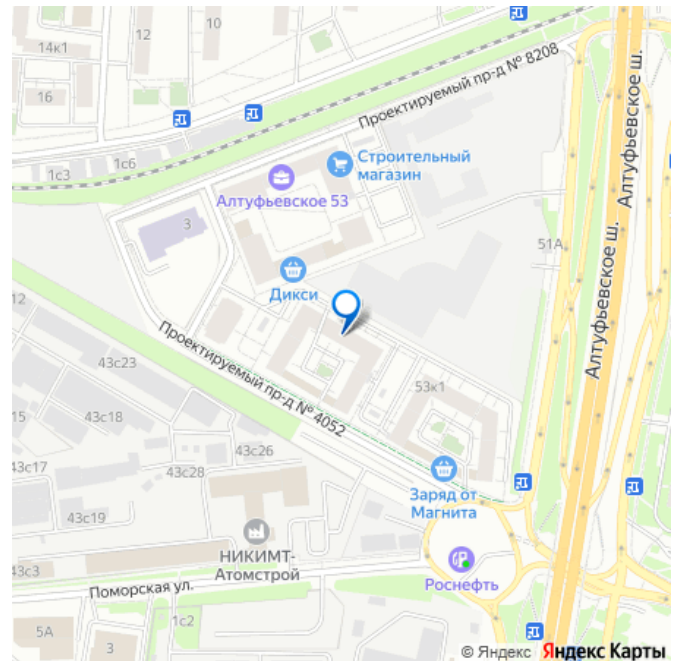 14к1
12
10
16
1с3
1с6
Проектируемый пр-д № 8208
Алтуфьевское ш.
Алтуфьевское ш.
Строительный
магазин
Алтуфьевское 53
3
51А
Дикси
12
Проектируемый пр-д № 4052
43с23
53к1
15
43с18
43с26
43с17
43с28
43с19
Заряд от
Магнита
НИКИМТ-
Атомстрой
43с3
Роснефть
Поморская ул.
1с2
5А
3
© Яндекс Яндекс Карты